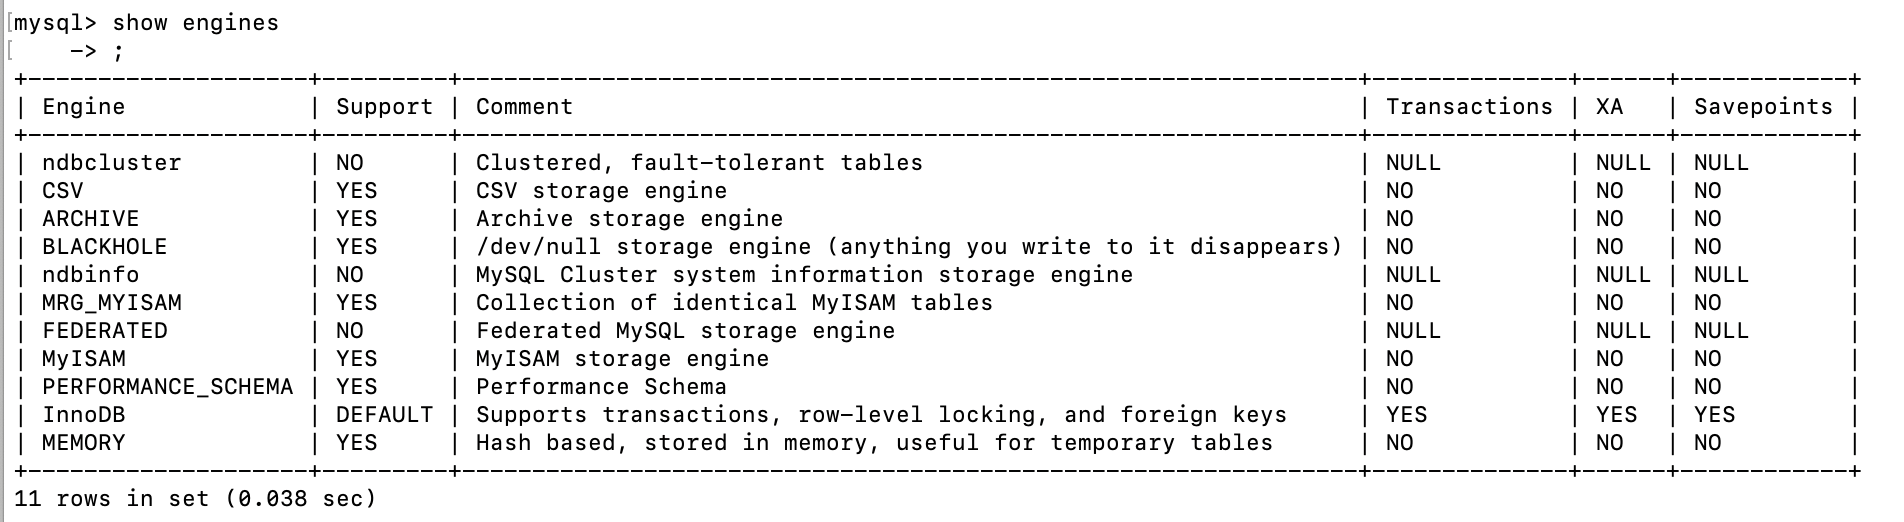 mysql> show engines
    -> ;
+----------------------+----------+----------------------------------------------------------------+--------------+------+------------+
| Engine             | Support | Comment                                                        | Transactions | XA   | Savepoints |
+----------------------+----------+----------------------------------------------------------------+--------------+------+------------+
| ndbcluster         | NO      | Clustered, fault-tolerant tables                               | NULL         | NULL | NULL       |
| CSV                | YES     | CSV storage engine                                             | NO           | NO   | NO         |
| ARCHIVE            | YES     | Archive storage engine                                         | NO           | NO   | NO         |
| BLACKHOLE          | YES     | /dev/null storage engine (anything you write to it disappears) | NO           | NO   | NO         |
| ndbinfo            | NO      | MySQL Cluster system information storage engine                | NULL         | NULL | NULL       |
| MRG_MYISAM         | YES     | Collection of identical MyISAM tables                          | NO           | NO   | NO         |
| FEDERATED          | NO      | Federated MySQL storage engine                                 | NULL         | NULL | NULL       |
| MyISAM             | YES     | MyISAM storage engine                                          | NO           | NO   | NO         |
| PERFORMANCE_SCHEMA | YES     | Performance Schema                                             | NO           | NO   | NO         |
| InnoDB             | DEFAULT | Supports transactions, row-level locking, and foreign keys     | YES          | YES  | YES        |
| MEMORY             | YES     | Hash based, stored in memory, useful for temporary tables      | NO           | NO   | NO         |
+----------------------+----------+----------------------------------------------------------------+--------------+------+------------+
11 rows in set (0.038 sec)